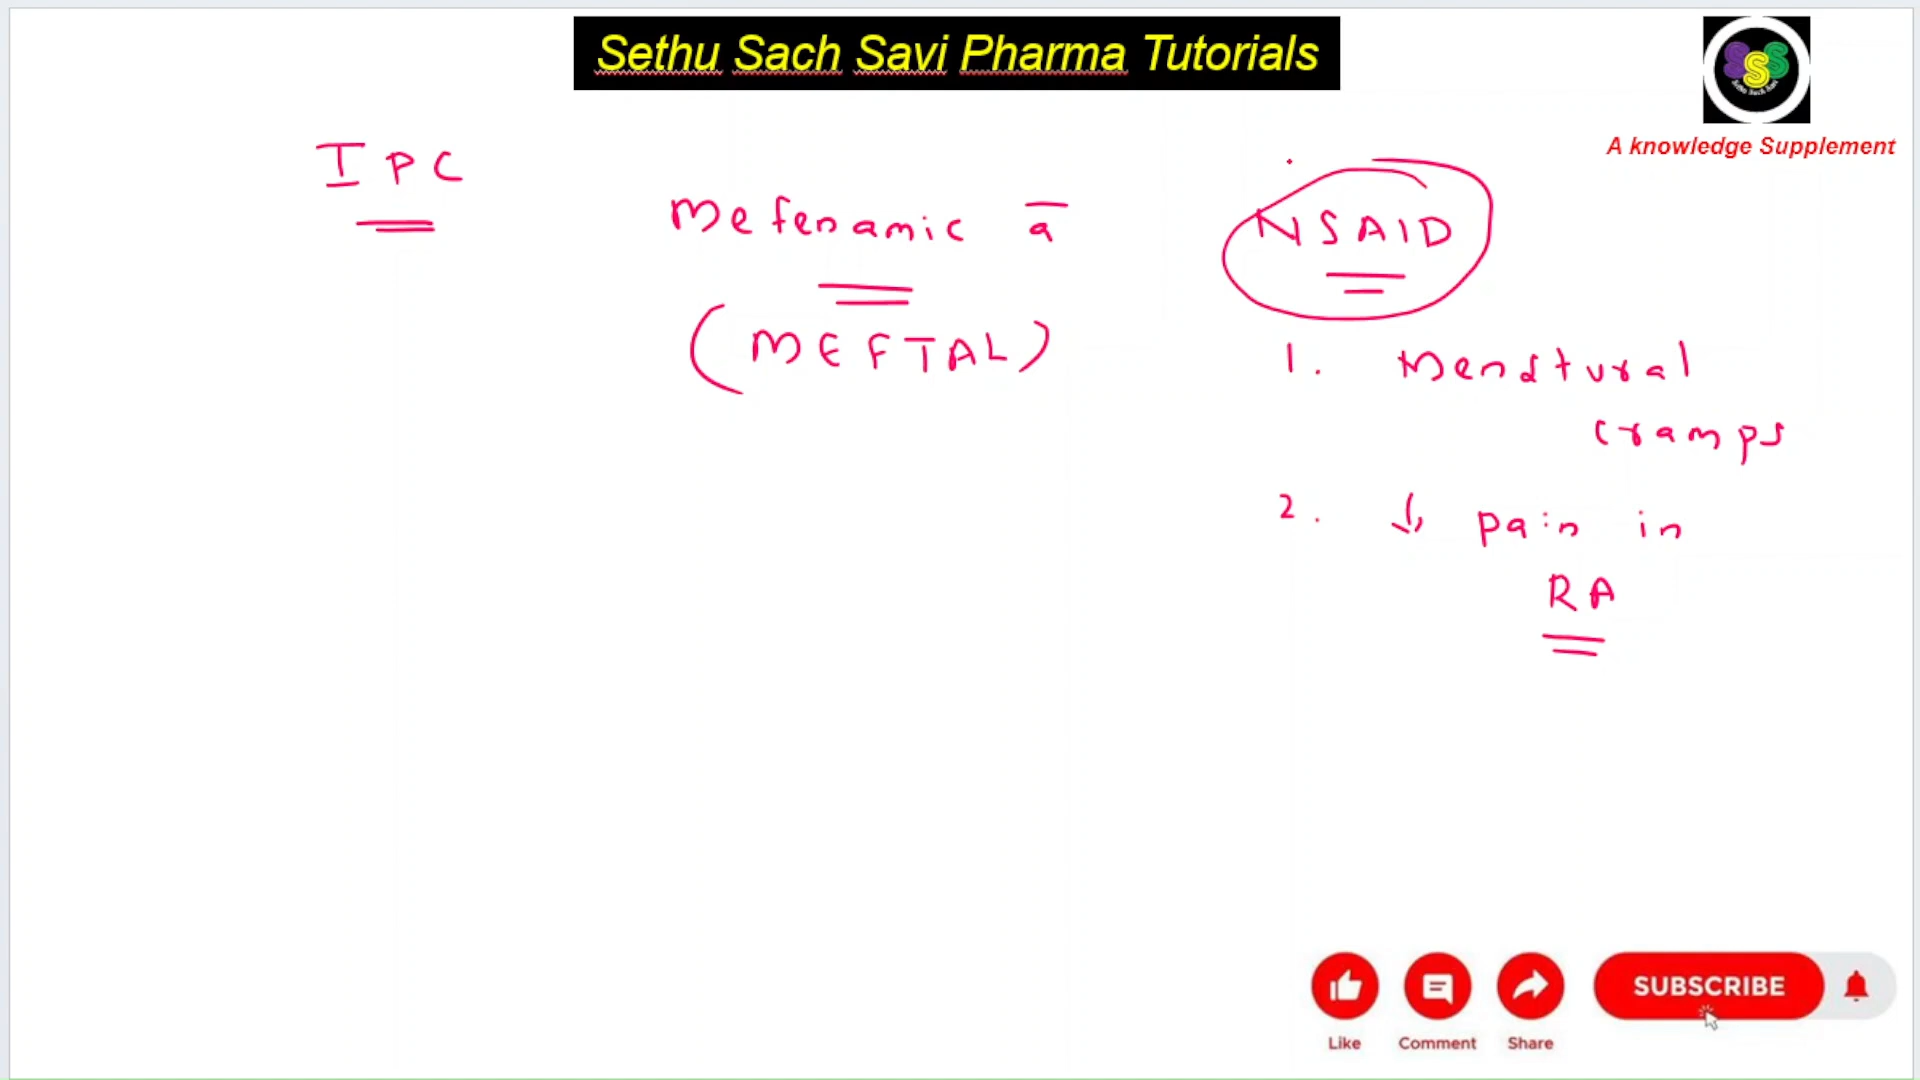 Sethu Sach Savi Pharma Tutorials
SSS
A knowledge Supplement
IPC
Mefenamic a
(MEFTAL)
NSAID
1. Menstural
cramps
2. ↓ pain in
RA
SUBSCRIBE
Like
Comment
Share